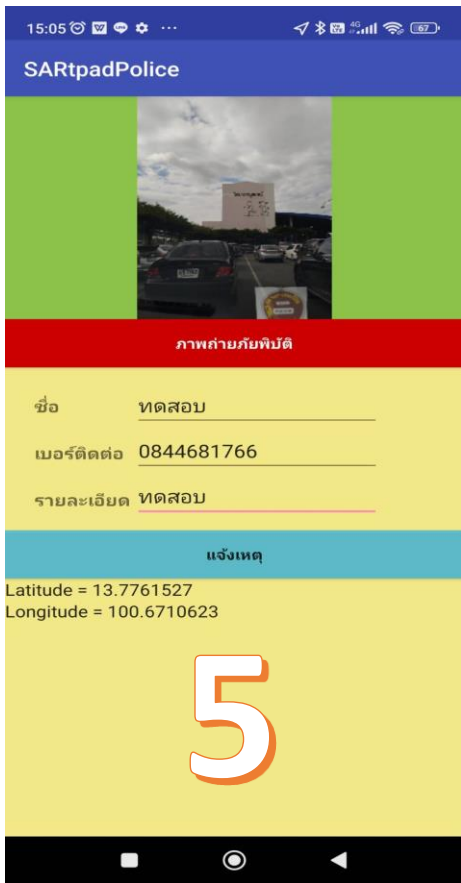 15:05
4G
67
SARtpadPolice
ภาพถ่ายภัยพิบัติ
ชื่อ ทดสอบ
เบอร์ติดต่อ 0844681766
รายละเอียด ทดสอบ
แจ้งเหตุ
Latitude = 13.7761527
Longitude = 100.6710623
5